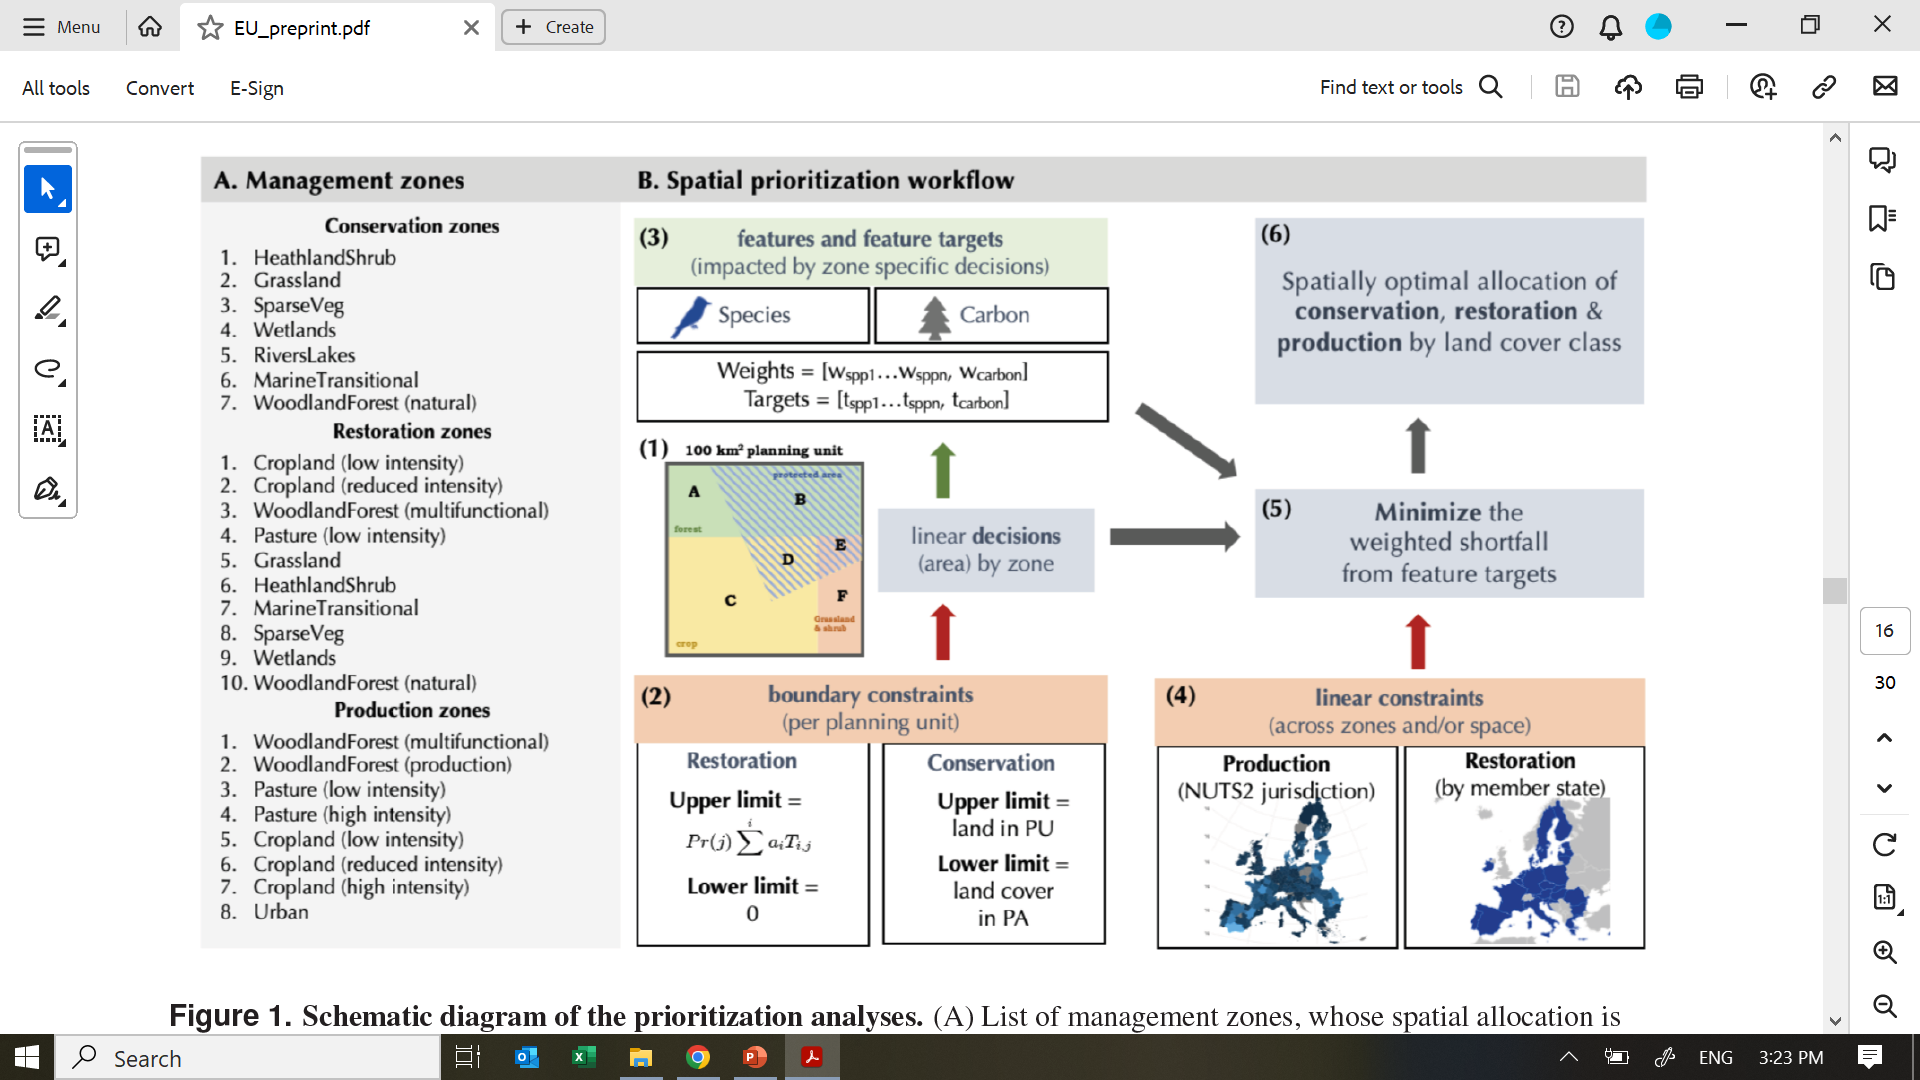 Menu
EU_preprint.pdf
Create
All tools
Convert
E-Sign
Find text or tools
A. Management zones
Conservation zones
1. HeathlandShrub
2. Grassland
3. SparseVeg
4. Wetlands
5. RiversLakes
6. MarineTransitional
7. WoodlandForest (natural)
Restoration zones
1. Cropland (low intensity)
2. Cropland (reduced intensity)
3. WoodlandForest (multifunctional)
4. Pasture (low intensity)
5. Grassland
6. HeathlandShrub
7. MarineTransitional
8. SparseVeg
9. Wetlands
10. WoodlandForest (natural)
Production zones
1. WoodlandForest (multifunctional)
2. WoodlandForest (production)
3. Pasture (low intensity)
4. Pasture (high intensity)
5. Cropland (low intensity)
6. Cropland (reduced intensity)
7. Cropland (high intensity)
8. Urban
B. Spatial prioritization workflow
(3)
features and feature targets
(impacted by zone specific decisions)
Species
Carbon
Weights = [wspp1...wsppn, wcarbon]
Targets = [tspp1...tsppn, tcarbon]
(1)
100 km² planning unit
protected area
A
B
forest
E
D
C
F
Grassland
& shrub
crop
linear decisions
(area) by zone
(2)
boundary constraints
(per planning unit)
Restoration
Upper limit =
Pr(j) ∑ i aiTi,j
Lower limit =
0
Conservation
Upper limit =
land in PU
Lower limit =
land cover
in PA
(6)
Spatially optimal allocation of
conservation, restoration &
production by land cover class
(5)
Minimize the
weighted shortfall
from feature targets
(4)
linear constraints
(across zones and/or space)
Production
(NUTS2 jurisdiction)
Restoration
(by member state)
Figure 1. Schematic diagram of the prioritization analyses. (A) List of management zones, whose spatial allocation is
16
30
1:1
Search
ENG
3:23 PM